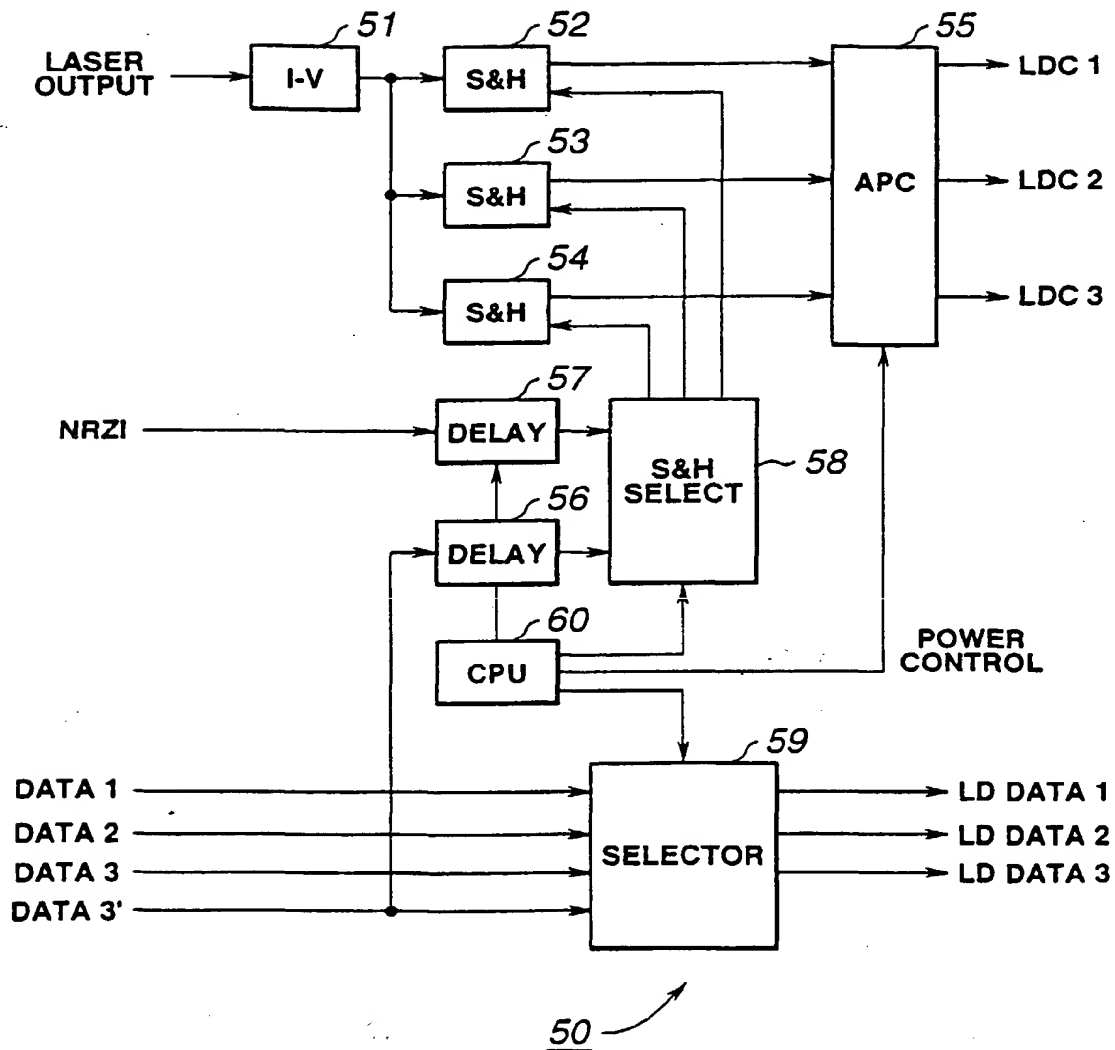 51
52
55
LASER
OUTPUT
I-V
S&H
LDC 1
53
S&H
APC
LDC 2
54
S&H
LDC 3
57
NRZI
DELAY
S&H
SELECT
58
56
DELAY
60
CPU
POWER
CONTROL
59
DATA 1
LD DATA 1
DATA 2
LD DATA 2
SELECTOR
DATA 3
LD DATA 3
DATA 3'
50